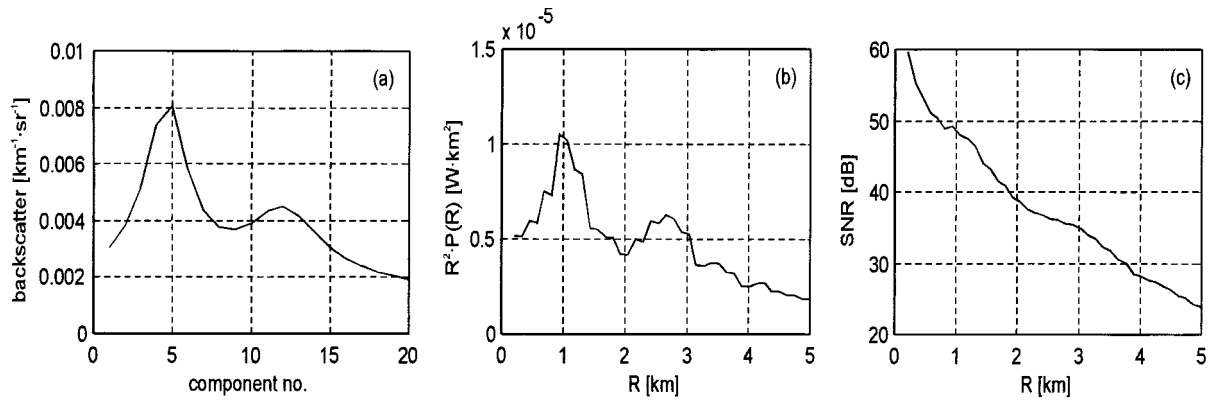 0.01
0.008
0.006
0.004
0.002
0
0 5 10 15 20
component no.
backscatter [km⁻¹·sr⁻¹]
(a)
x 10⁻⁵
1.5
1
0.5
0
0 1 2 3 4 5
R [km]
R²·P(R) [W·km²]
(b)
60
50
40
30
20
0 1 2 3 4 5
R [km]
SNR [dB]
(c)